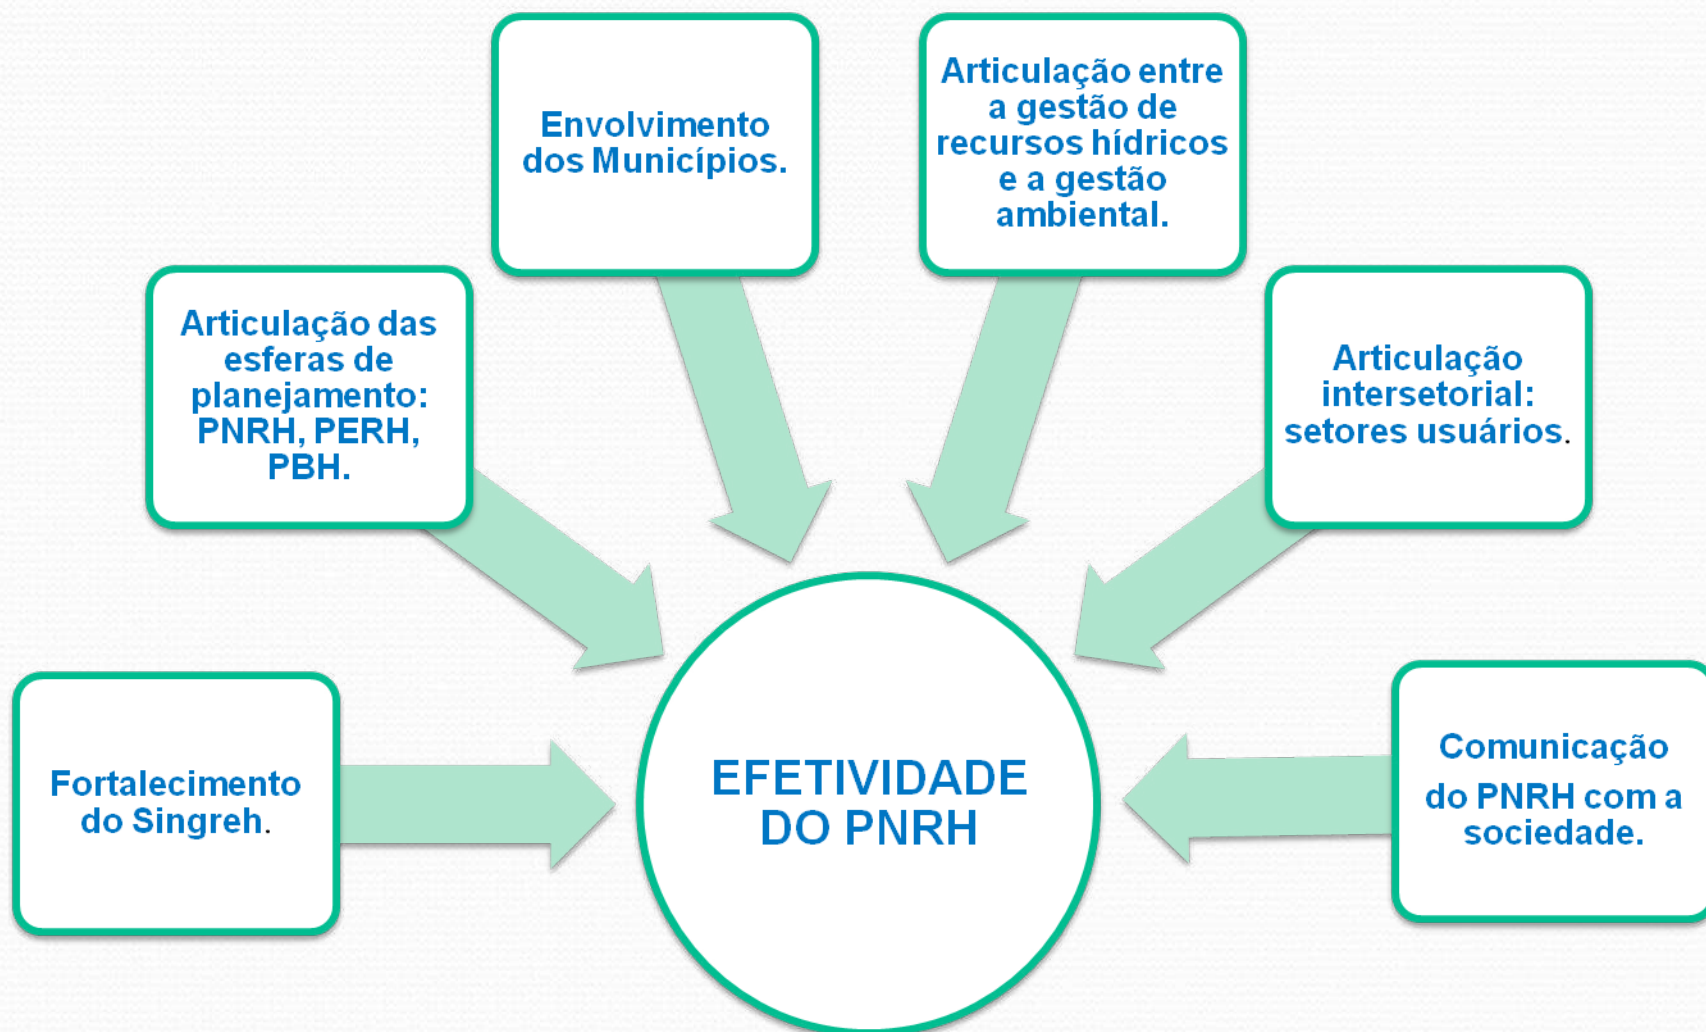 Envolvimento
dos Municípios.
Articulação entre
a gestão de
recursos hídricos
e a gestão
ambiental.
Articulação das
esferas de
planejamento:
PNRH, PERH,
PBH.
Articulação
intersetorial:
setores usuários.
Fortalecimento
do Singreh.
EFETIVIDADE
DO PNRH
Comunicação
do PNRH com a
sociedade.